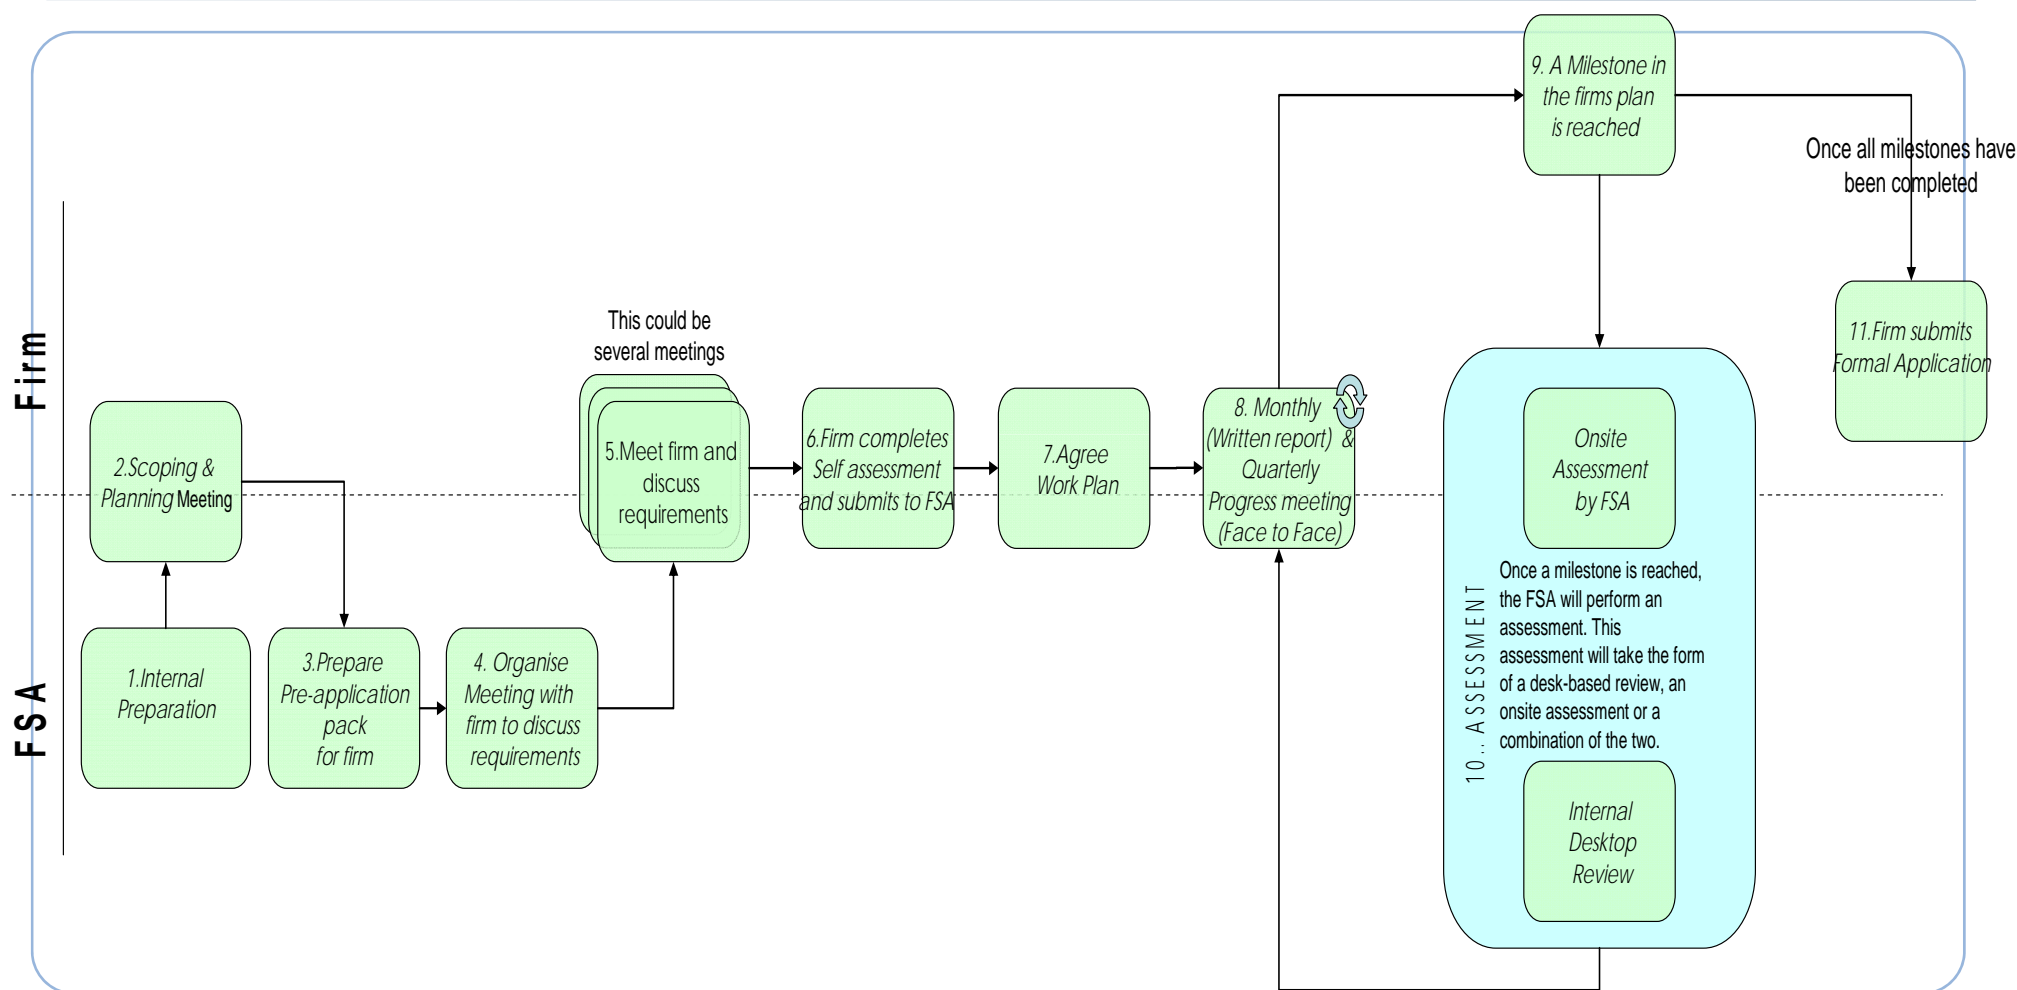 Firm
FSA
1.Internal
Preparation
2.Scoping &
Planning Meeting
3.Prepare
Pre-application
pack
for firm
4. Organise
Meeting with
firm to discuss
requirements
This could be
several meetings
5.Meet firm and
discuss
requirements
6.Firm completes
Self assessment
and submits to FSA
7.Agree
Work Plan
8. Monthly
(Written report) &
Quarterly
Progress meeting
(Face to Face)
9. A Milestone in
the firms plan
is reached
10.. ASSESSMENT
Onsite
Assessment
by FSA
Once a milestone is reached,
the FSA will perform an
assessment. This
assessment will take the form
of a desk-based review, an
onsite assessment or a
combination of the two.
Internal
Desktop
Review
Once all milestones have
been completed
11.Firm submits
Formal Application